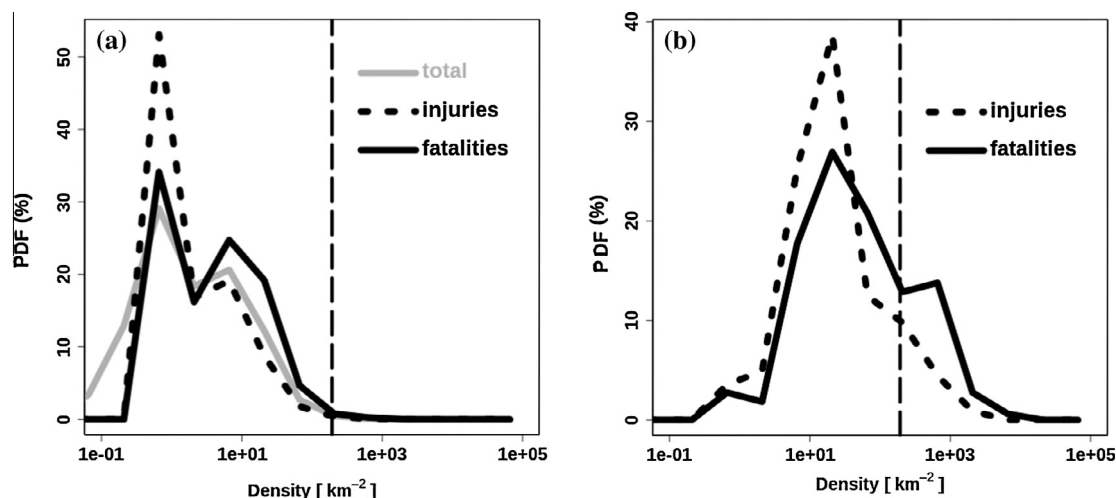 (a)
total
injuries
fatalities
PDF (%)
50
40
30
20
10
0
1e-01
1e+01
1e+03
1e+05
Density [ km⁻² ]
(b)
injuries
fatalities
PDF (%)
40
30
20
10
0
1e-01
1e+01
1e+03
1e+05
Density [ km⁻² ]